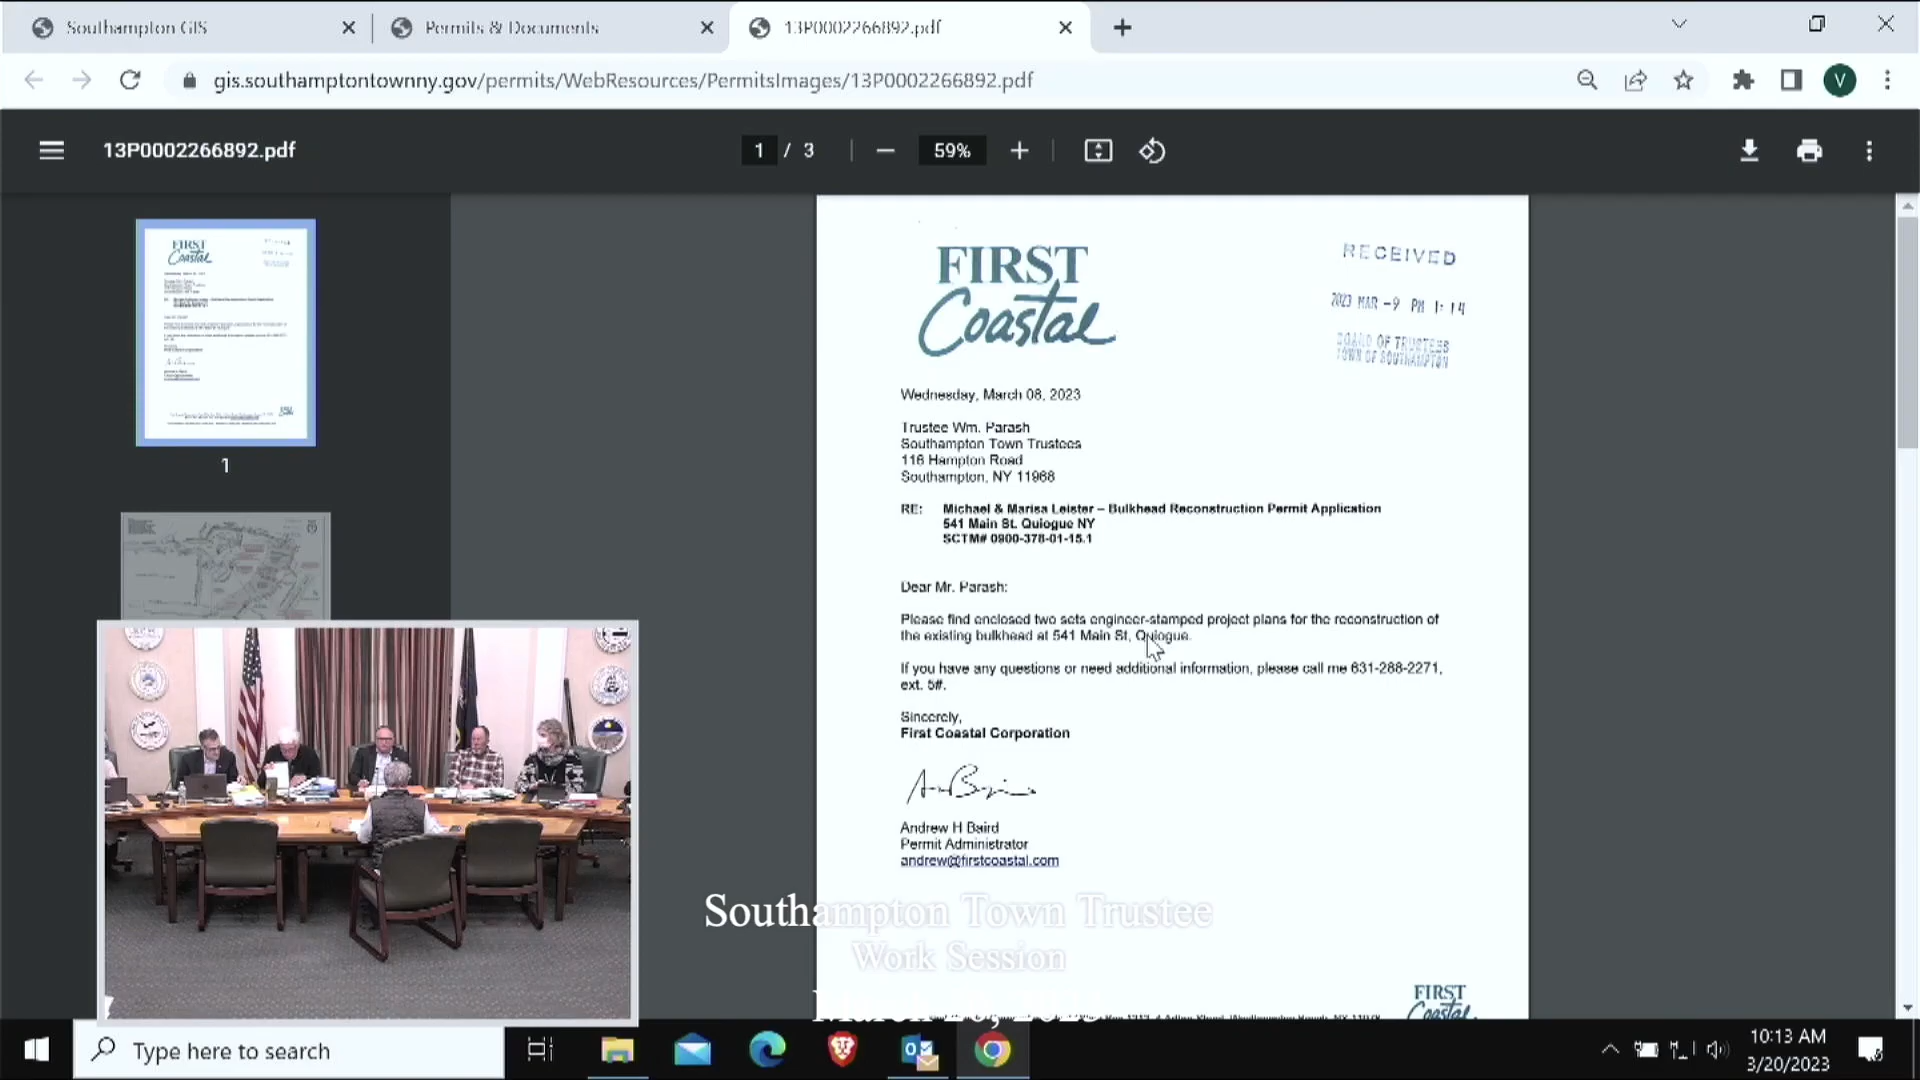 Southampton GIS
Permits & Documents
13P0002266892.pdf
gis.southamptontownny.gov/permits/WebResources/PermitsImages/13P0002266892.pdf
V
13P0002266892.pdf
1 / 3
59%
FIRST
Coastal
1
FIRST
Coastal
RECEIVED
2023 MAR -9 PM 1:14
BOARD OF TRUSTEES
TOWN OF SOUTHAMPTON
Wednesday, March 08, 2023
Trustee Wm. Parash
Southampton Town Trustees
116 Hampton Road
Southampton, NY 11968
RE: Michael & Marisa Leister – Bulkhead Reconstruction Permit Application
541 Main St. Quiogue NY
SCTM# 0900-378-01-15.1
Dear Mr. Parash:
Please find enclosed two sets engineer-stamped project plans for the reconstruction of
the existing bulkhead at 541 Main St, Quiogue.
If you have any questions or need additional information, please call me 631-288-2271,
ext. 5#.
Sincerely,
First Coastal Corporation
Andrew H Baird
Permit Administrator
andrew@firstcoastal.com
Southampton Town Trustee
Work Session
March 20, 2023
FIRST
Coastal
Type here to search
10:13 AM
3/20/2023